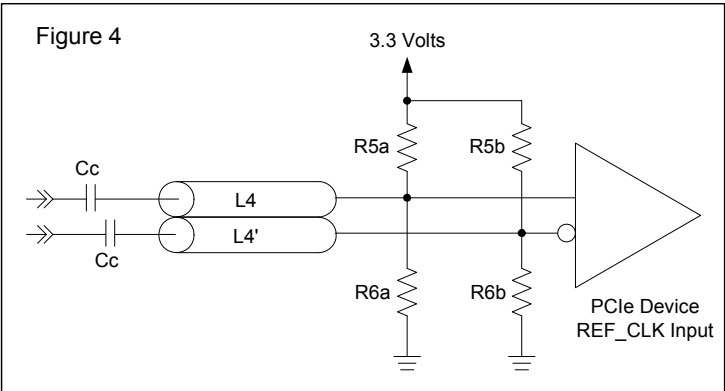 Figure 4
3.3 Volts
R5a
R5b
Cc
L4
L4'
Cc
R6a
R6b
PCIe Device
REF_CLK Input